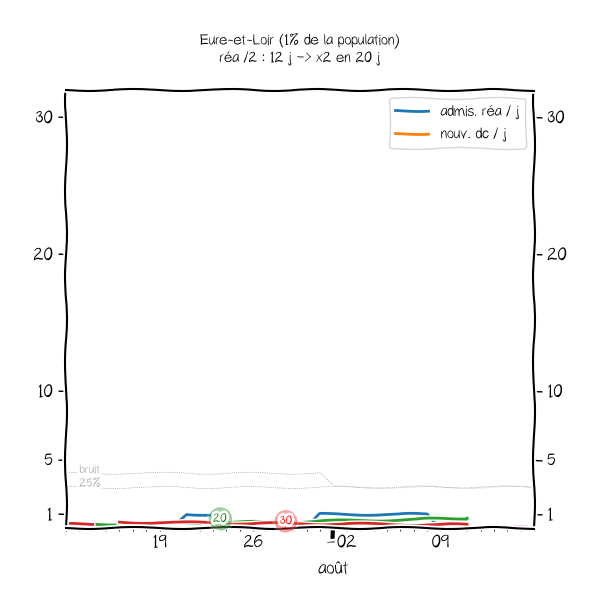 Eure-et-Loir (1% de la population)
réa /2 : 12 j -> x2 en 20 j
admis. réa / j
nouv. dc / j
30
30
20
20
10
10
5
5
bruit
25%
1
1
20
30
19
26
02
09
août